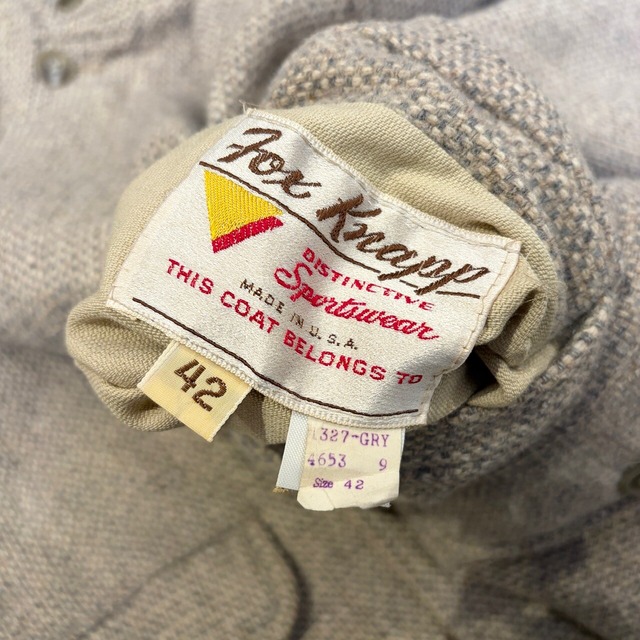 Fox Knapp
DISTINCTIVE
Sportswear
MADE IN U.S.A.
THIS COAT BELONGS TO
42
1327-GRY
4653 9
Size 42